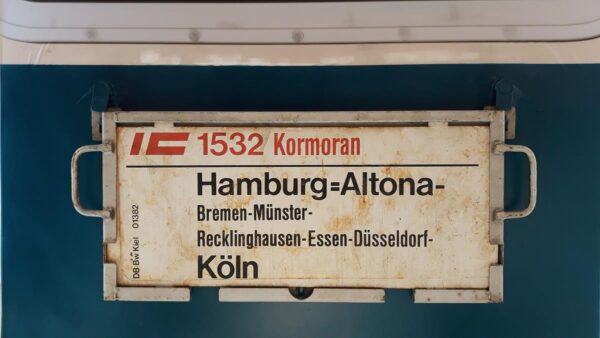 IC 1532 Kormoran
Hamburg=Altona-
Bremen-Münster-
Recklinghausen-Essen-Düsseldorf-
Köln
DB Bw Kiel 01382